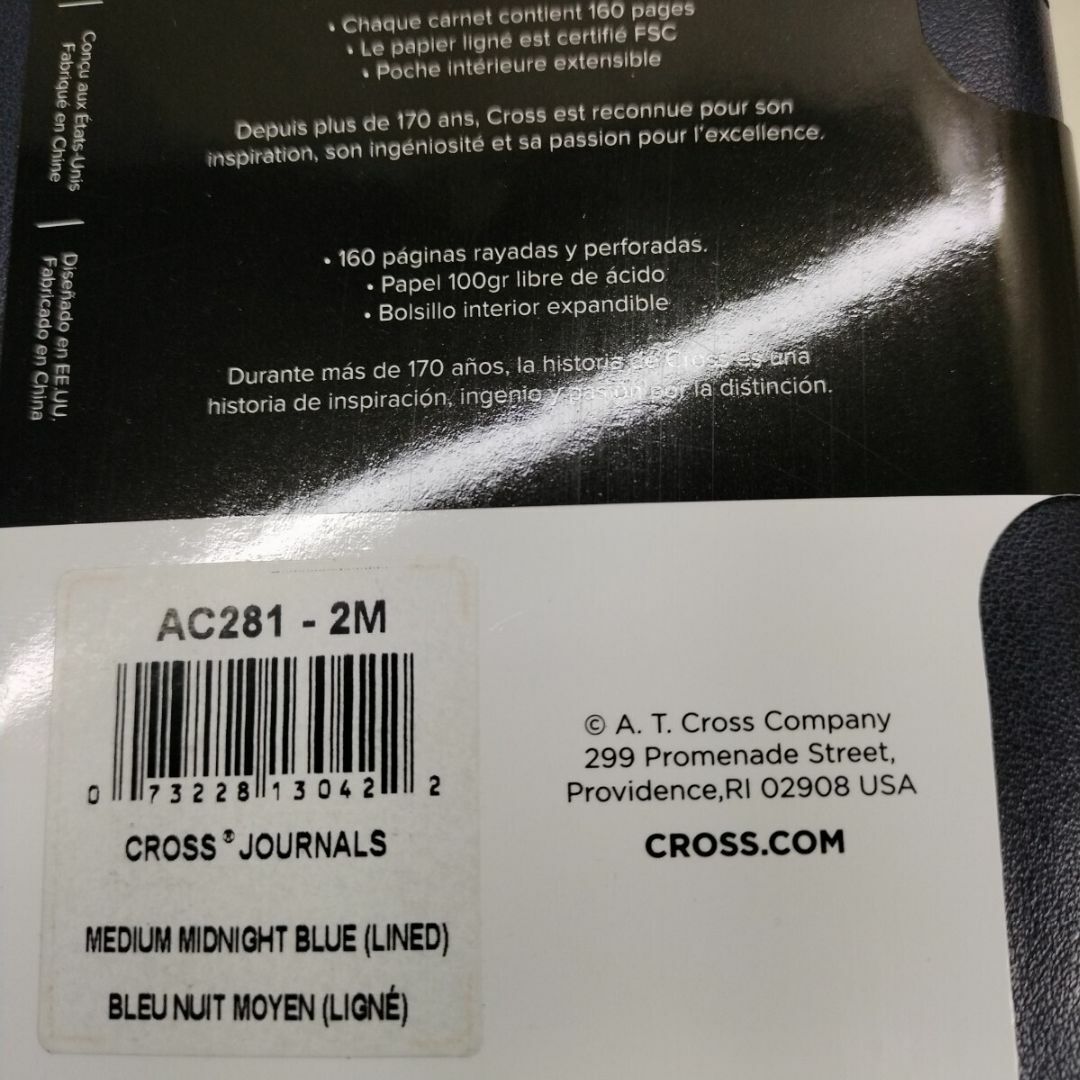 • Chaque carnet contient 160 pages
• Le papier ligné est certifié FSC
• Poche intérieure extensible
Depuis plus de 170 ans, Cross est reconnue pour son
inspiration, son ingéniosité et sa passion pour l'excellence.
• 160 páginas rayadas y perforadas.
• Papel 100gr libre de ácido
• Bolsillo interior expandible
Durante más de 170 años, la historia de Cross es una
historia de inspiración, ingenio y pasión por la distinción.
Conçu aux États-Unis
Fabriqué en Chine
Diseñado en EE.UU.
Fabricado en China
AC281 - 2M
0 73228 13042 2
CROSS® JOURNALS
MEDIUM MIDNIGHT BLUE (LINED)
BLEU NUIT MOYEN (LIGNÉ)
© A. T. Cross Company
299 Promenade Street,
Providence,RI 02908 USA
CROSS.COM